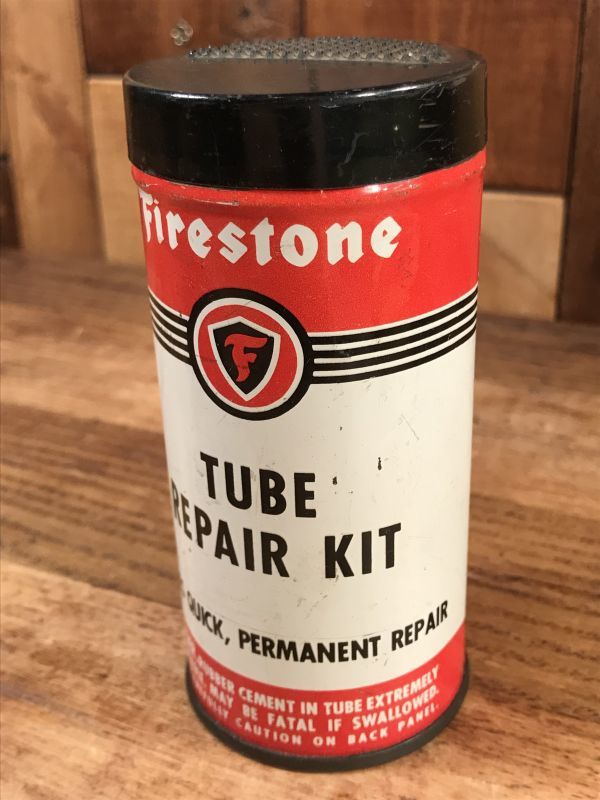 Firestone
F
TUBE
REPAIR KIT
QUICK, PERMANENT REPAIR
RUBBER CEMENT IN TUBE EXTREMELY
MAY BE FATAL IF SWALLOWED.
CAUTION ON BACK PANEL.